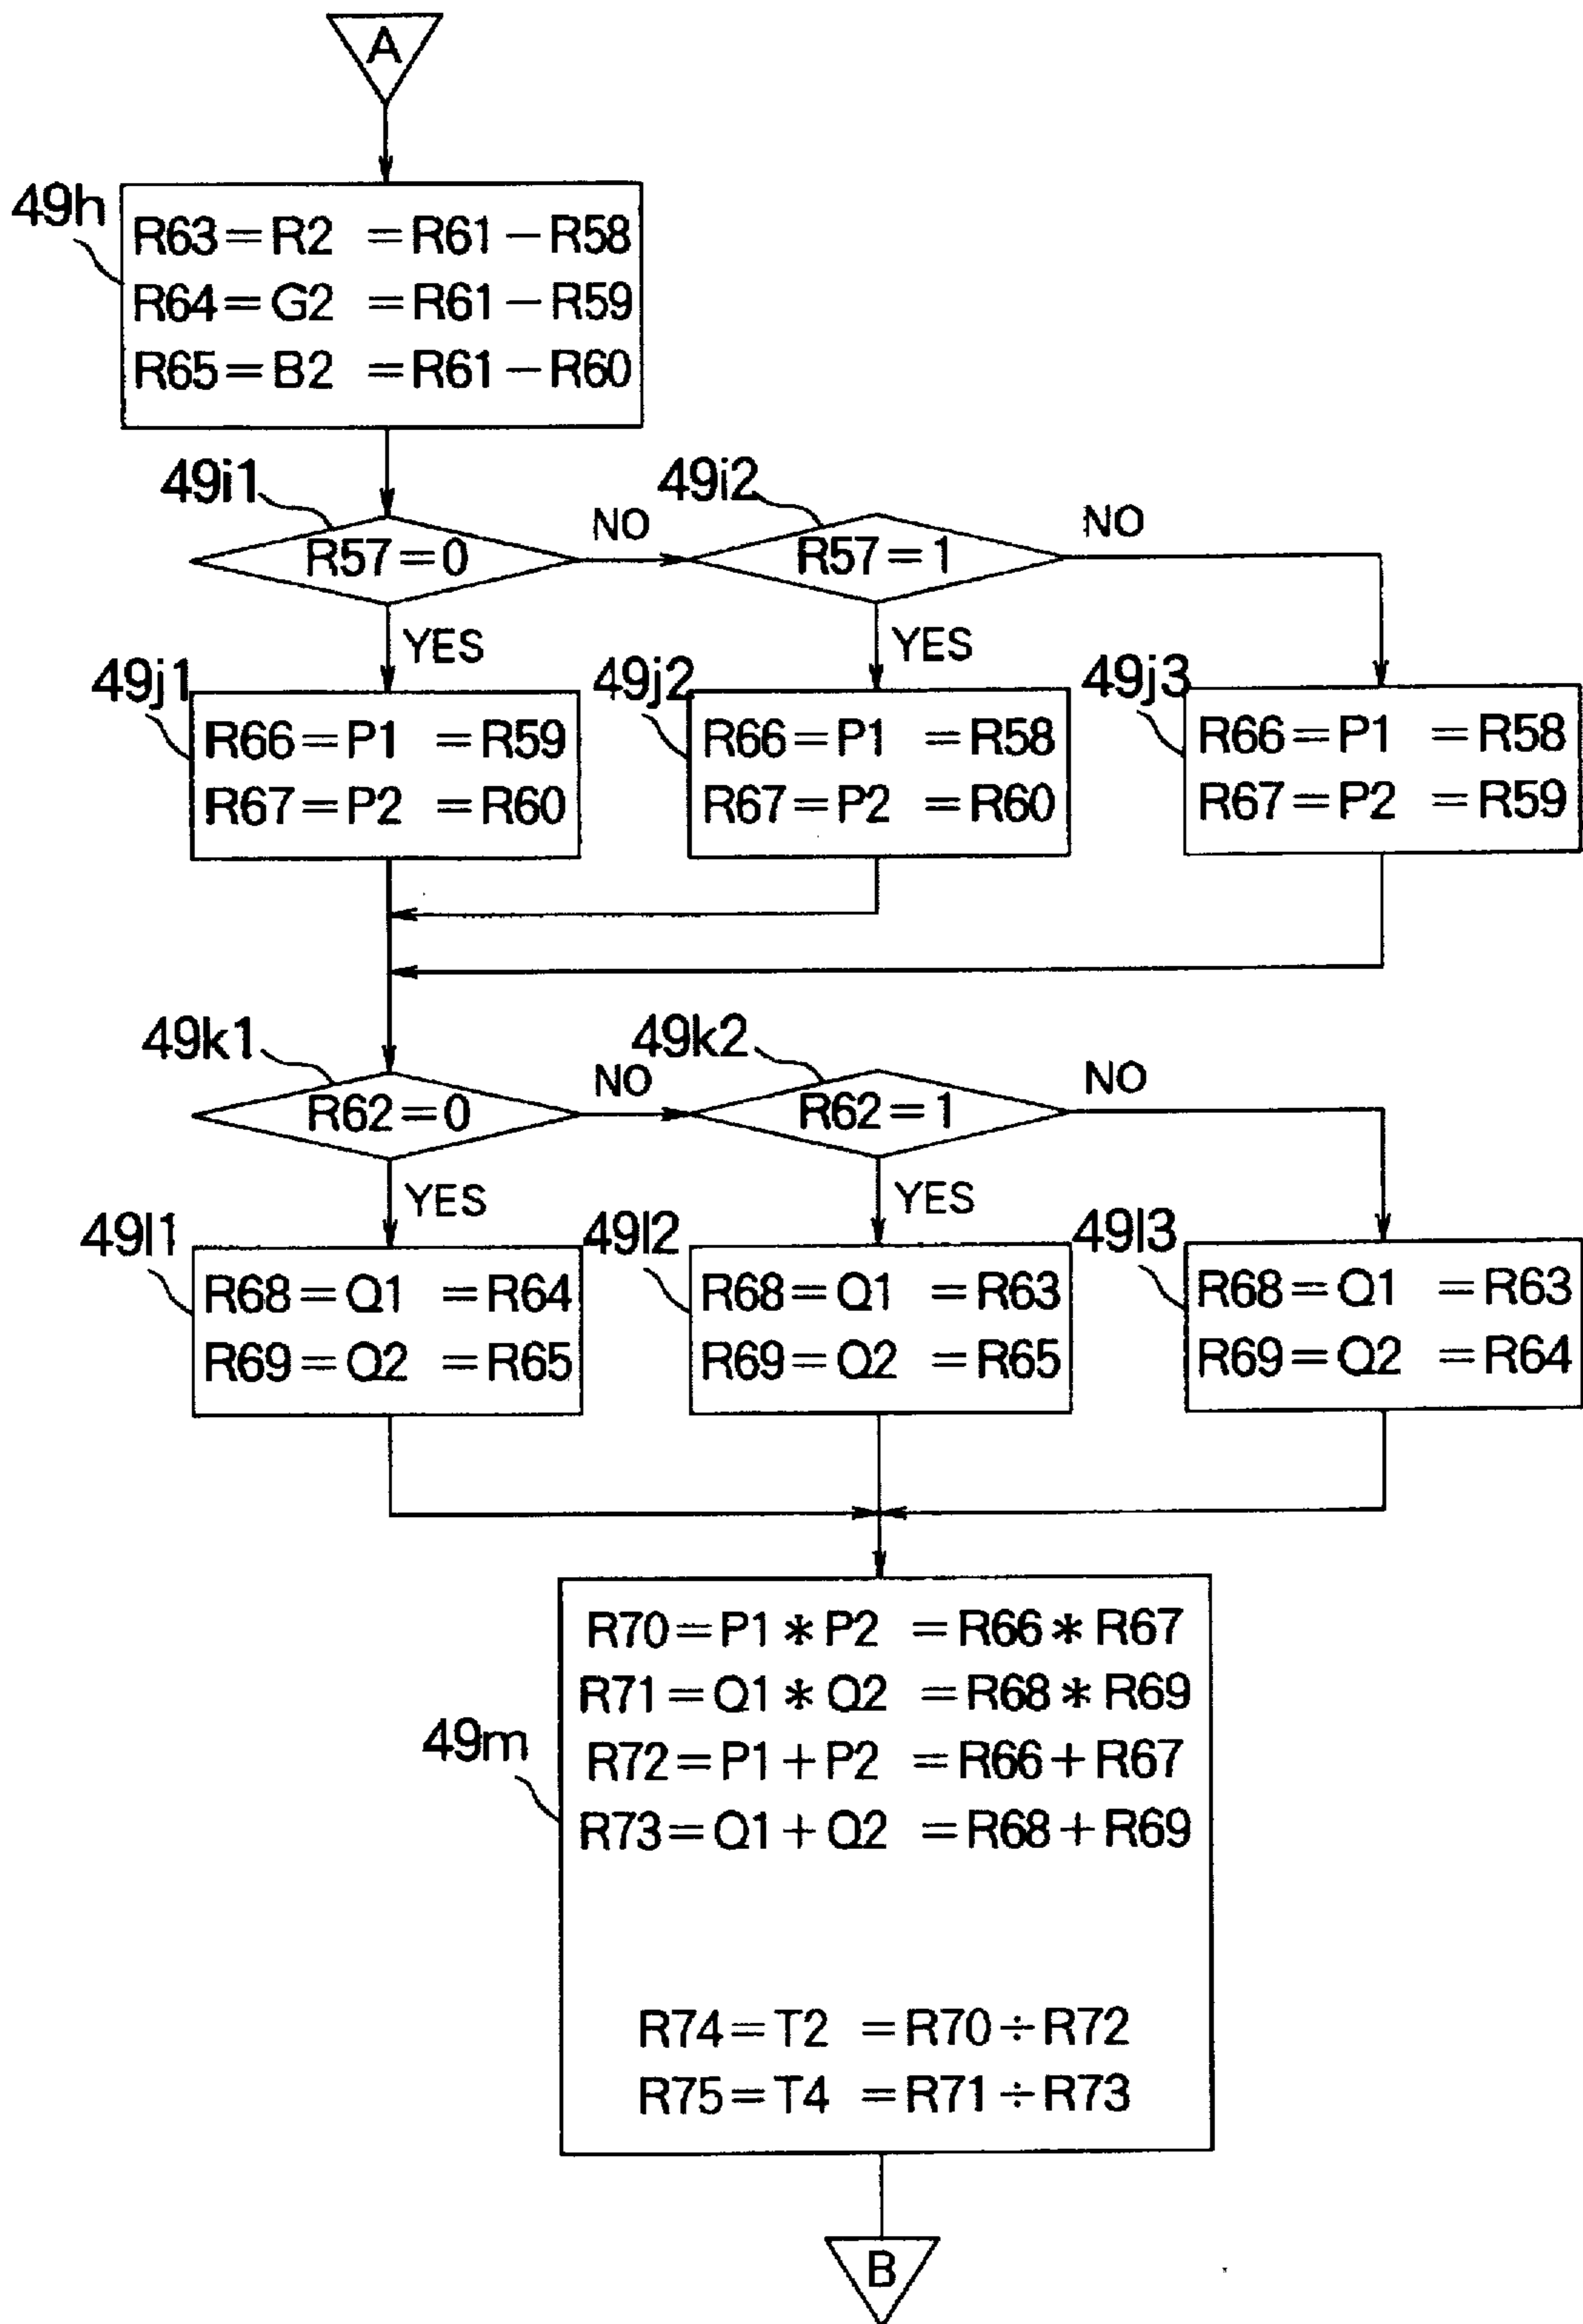 A
49h
R63=R2 =R61-R58
R64=G2 =R61-R59
R65=B2 =R61-R60
49i1
R57=0
NO
49i2
R57=1
NO
YES
YES
49j1
R66=P1 =R59
R67=P2 =R60
49j2
R66=P1 =R58
R67=P2 =R60
49j3
R66=P1 =R58
R67=P2 =R59
49k1
R62=0
NO
49k2
R62=1
NO
YES
YES
49l1
R68=Q1 =R64
R69=Q2 =R65
49l2
R68=Q1 =R63
R69=Q2 =R65
49l3
R68=Q1 =R63
R69=Q2 =R64
49m
R70=P1*P2 =R66*R67
R71=Q1*Q2 =R68*R69
R72=P1+P2 =R66+R67
R73=Q1+Q2 =R68+R69
R74=T2 =R70÷R72
R75=T4 =R71÷R73
B